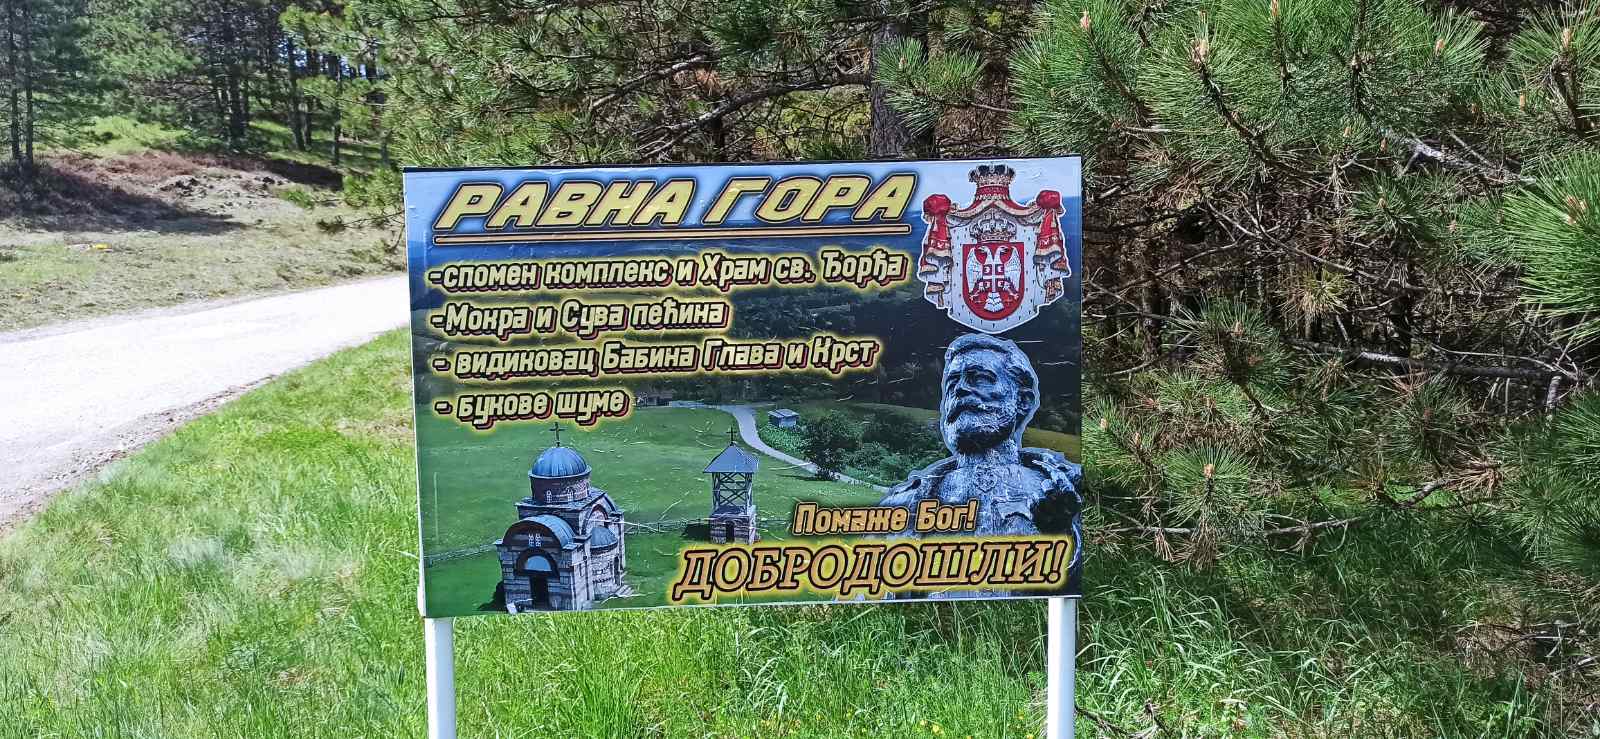 РАВНА ГОРА
-спомен комплекс и Храм св. Ђорђа
-Мокра и Сува пећина
- видиковац Бабина Глава и Крст
- букове шуме
Помаже Бог!
ДОБРОДОШЛИ!